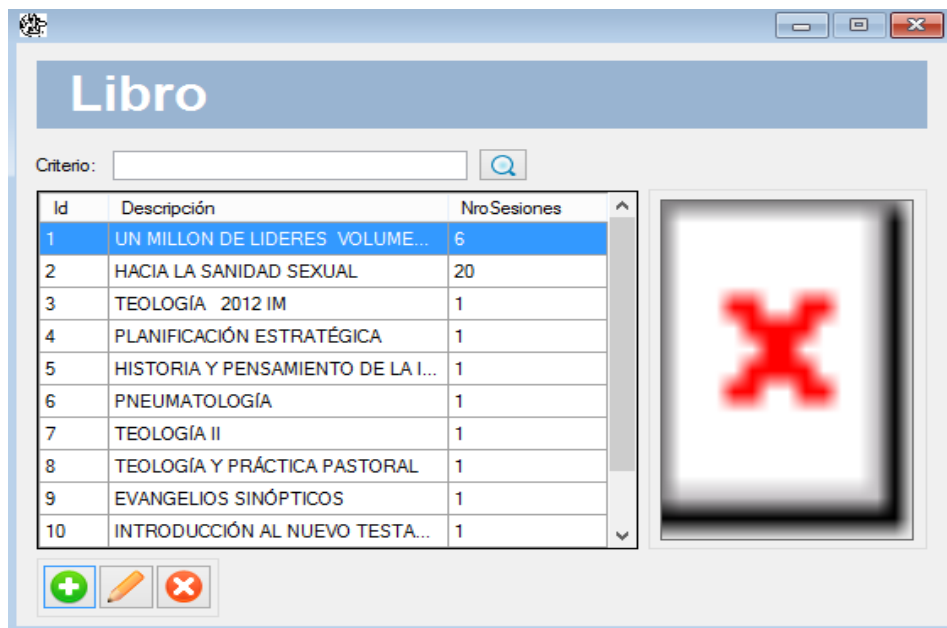 Libro
Criterio:
Id Descripción NroSesiones
1 UN MILLON DE LIDERES VOLUME... 6
2 HACIA LA SANIDAD SEXUAL 20
3 TEOLOGÍA 2012 IM 1
4 PLANIFICACIÓN ESTRATÉGICA 1
5 HISTORIA Y PENSAMIENTO DE LA I... 1
6 PNEUMATOLOGÍA 1
7 TEOLOGÍA II 1
8 TEOLOGÍA Y PRÁCTICA PASTORAL 1
9 EVANGELIOS SINÓPTICOS 1
10 INTRODUCCIÓN AL NUEVO TESTA... 1